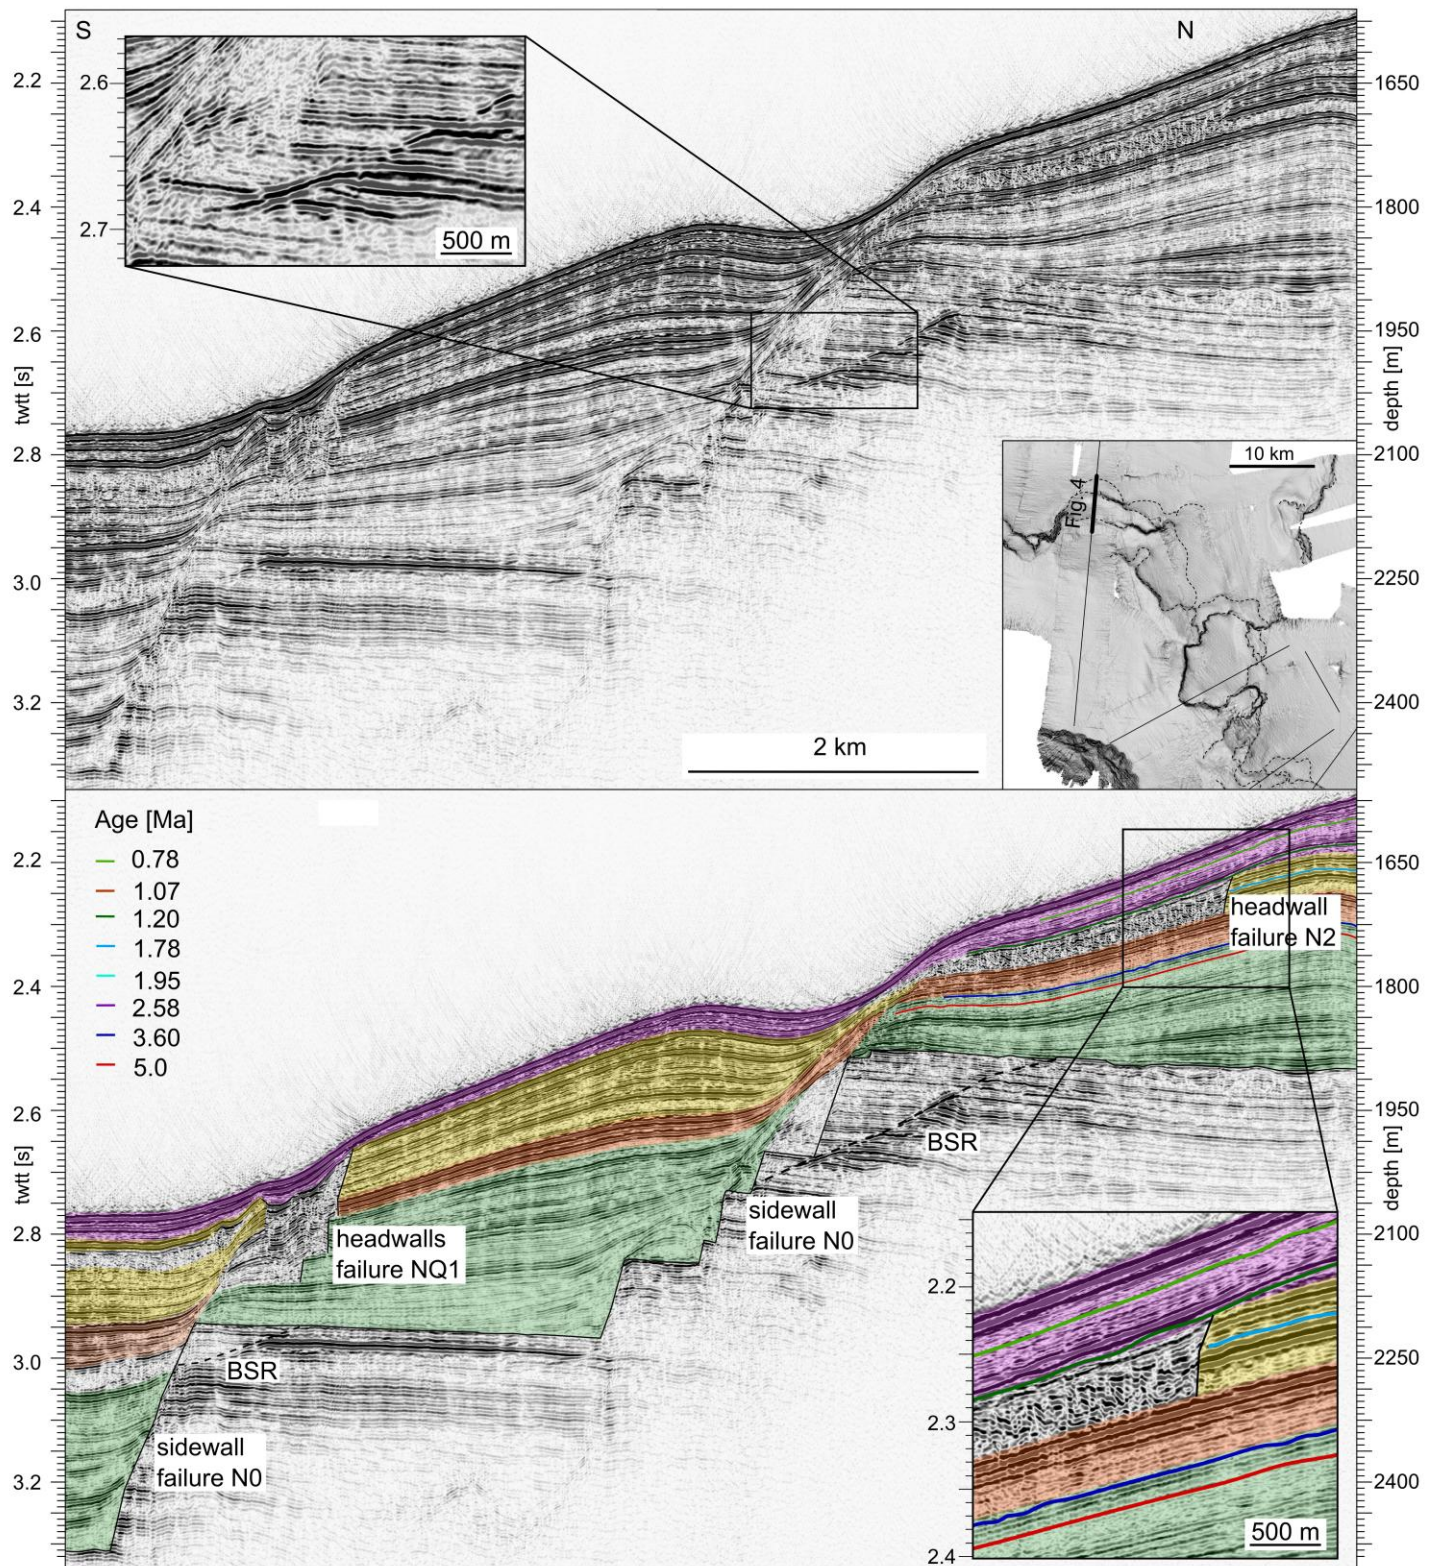 S
N
2.6
2.7
500 m
2.2
2.4
2.6
2.8
3.0
3.2
twtt [s]
1650
1800
1950
2100
2250
2400
depth [m]
10 km
Fig. 4
2 km
Age [Ma]
0.78
1.07
1.20
1.78
1.95
2.58
3.60
5.0
2.2
2.4
2.6
2.8
3.0
3.2
twtt [s]
1650
1800
1950
2100
2250
2400
depth [m]
headwall
failure N2
BSR
sidewall
failure N0
headwalls
failure NQ1
BSR
sidewall
failure N0
2.2
2.3
2.4
500 m